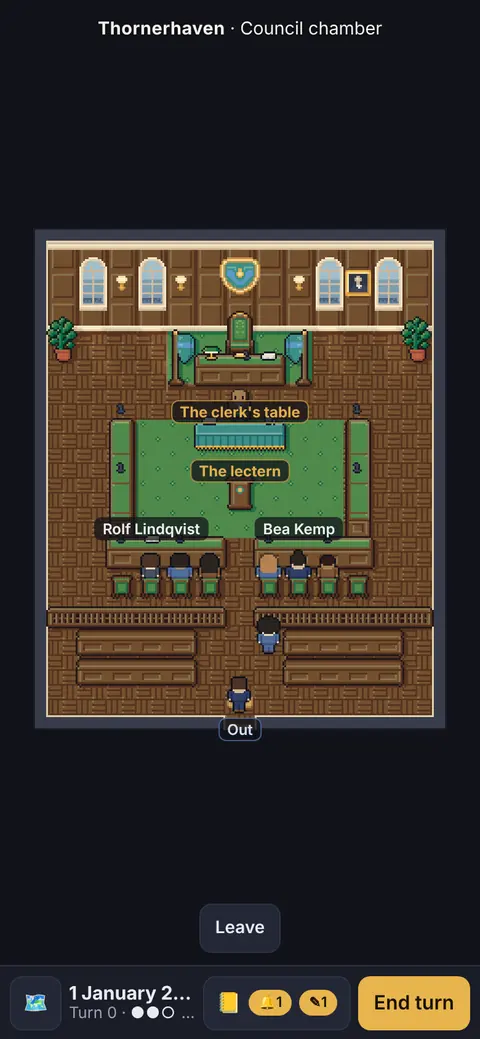 Thornerhaven · Council chamber
The clerk's table
The lectern
Rolf Lindqvist
Bea Kemp
Out
Leave
1 January 2...
Turn 0 · ...
1
1
End turn